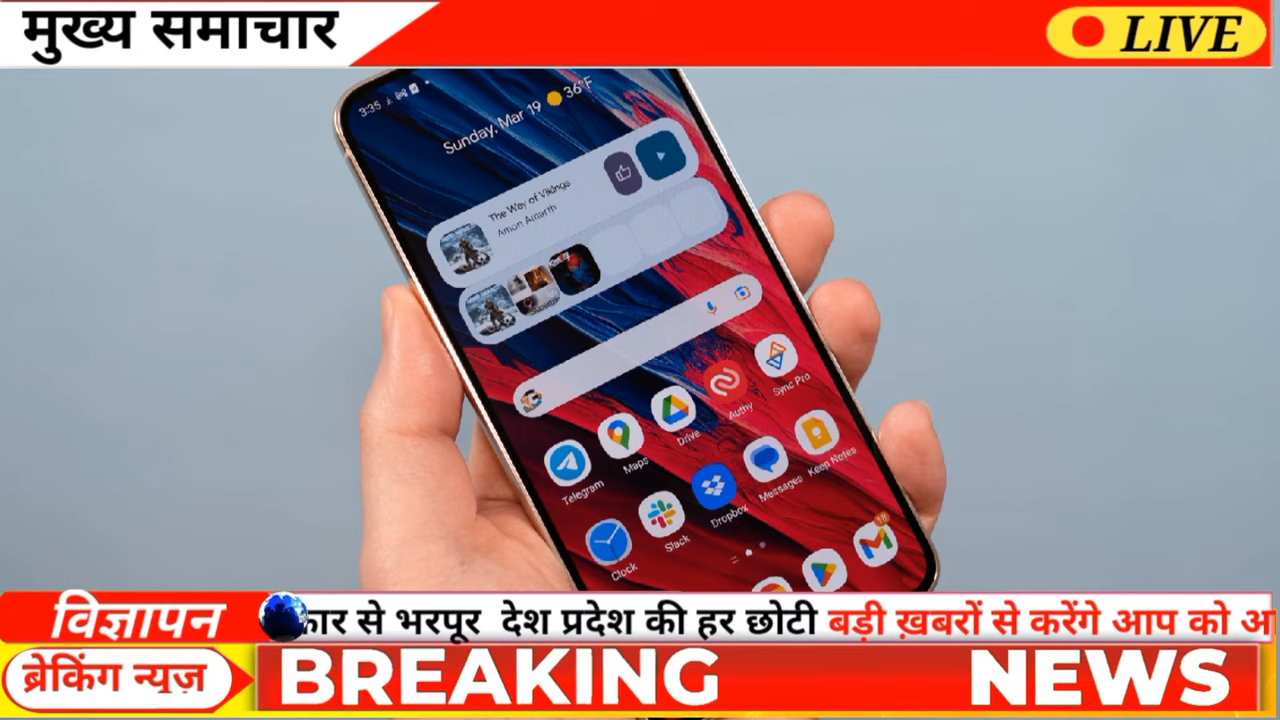 मुख्य समाचार
LIVE
3:35
Sunday, Mar 19 36°F
The Way of Vikings
Amon Amarth
Sync Pro
Authy
Drive
Maps
Telegram
Keep Notes
Messages
Dropbox
Slack
Clock
18
विज्ञापन
कार से भरपूर देश प्रदेश की हर छोटी बड़ी ख़बरों से करेंगे आप को अ
ब्रेकिंग न्यूज़
BREAKING NEWS